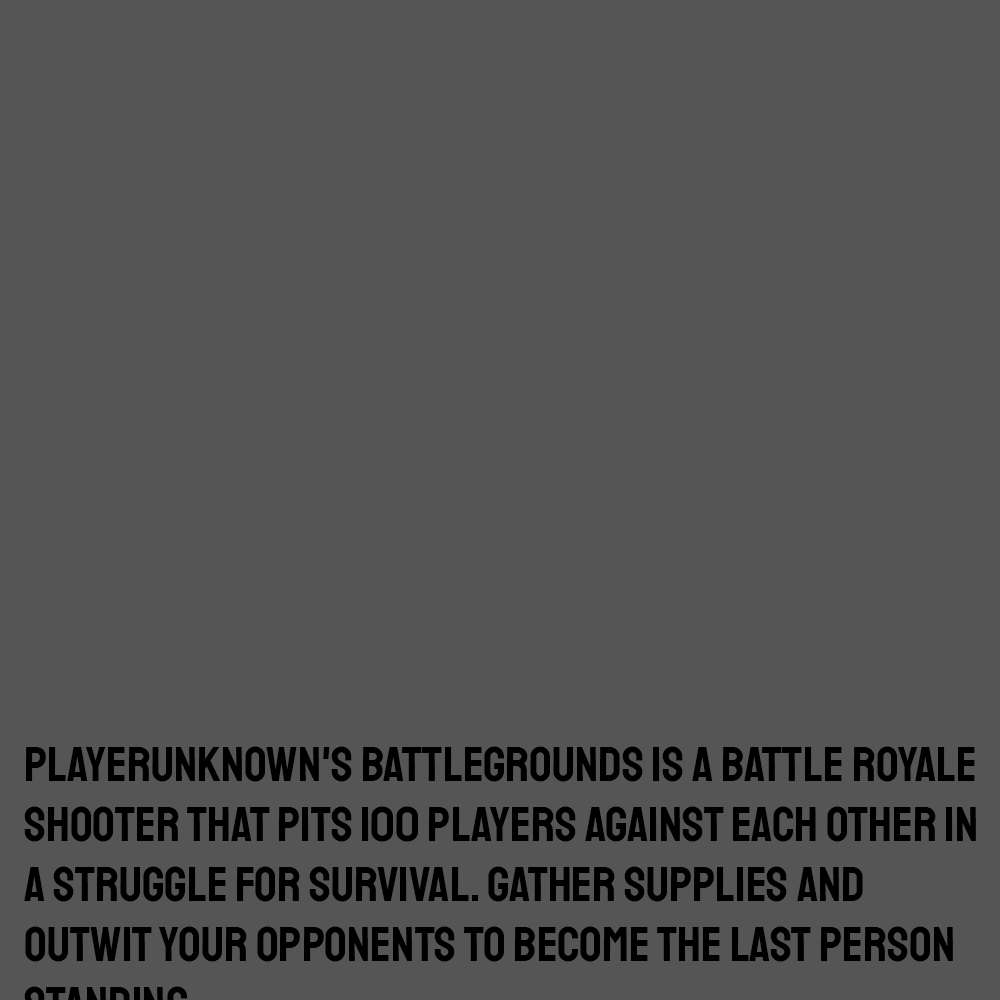 PLAYERUNKNOWN'S BATTLEGROUNDS IS A BATTLE ROYALE
SHOOTER THAT PITS 100 PLAYERS AGAINST EACH OTHER IN
A STRUGGLE FOR SURVIVAL. GATHER SUPPLIES AND
OUTWIT YOUR OPPONENTS TO BECOME THE LAST PERSON
STANDING